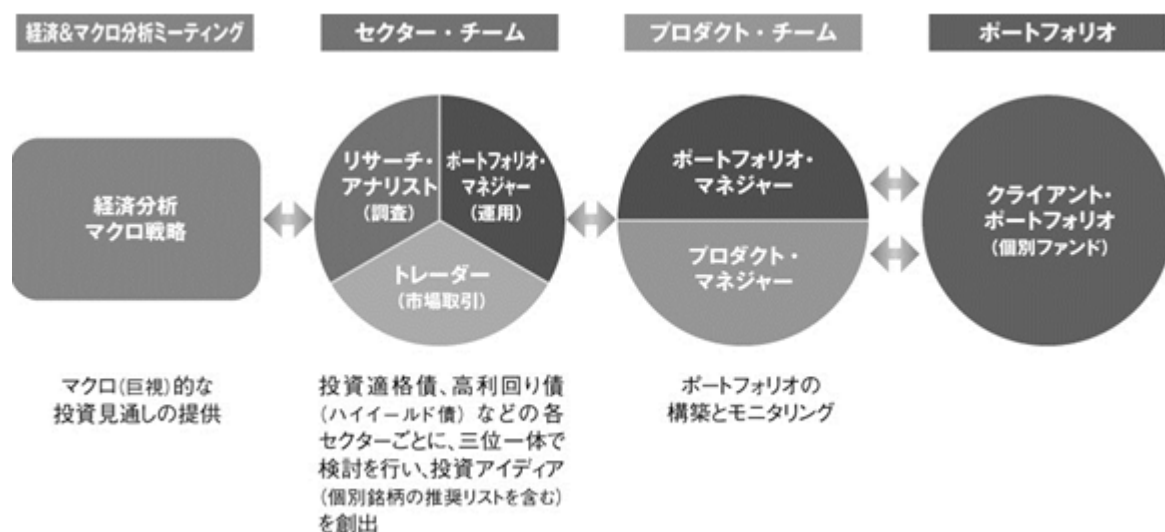 経済&マクロ分析ミーティング
セクター・チーム
プロダクト・チーム
ポートフォリオ
経済分析
マクロ戦略
リサーチ・
アナリスト
(調査)
ポートフォリオ・
マネジャー
(運用)
トレーダー
(市場取引)
ポートフォリオ・
マネジャー
プロダクト・
マネジャー
クライアント・
ポートフォリオ
(個別ファンド)
マクロ(巨視)的な
投資見通しの提供
投資適格債、高利回り債
(ハイイールド債)などの各
セクターごとに、三位一体で
検討を行い、投資アイディア
(個別銘柄の推奨リストを含む)
を創出
ポートフォリオの
構築とモニタリング